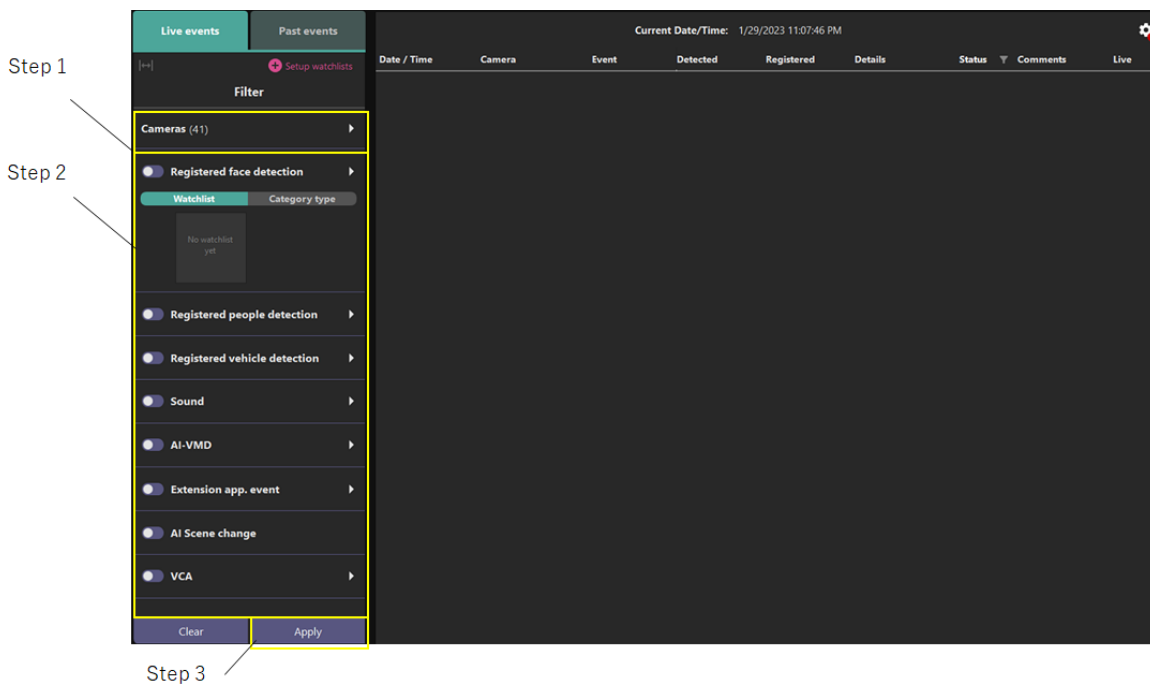 Live events
Past events
Current Date/Time: 1/29/2023 11:07:46 PM
Step 1
Setup watchlists
Date / Time Camera Event Detected Registered Details Status Comments Live
Filter
Cameras (41)
Step 2
Registered face detection
Watchlist
Category type
No watchlist
yet
Registered people detection
Registered vehicle detection
Sound
AI-VMD
Extension app. event
AI Scene change
VCA
Clear
Apply
Step 3